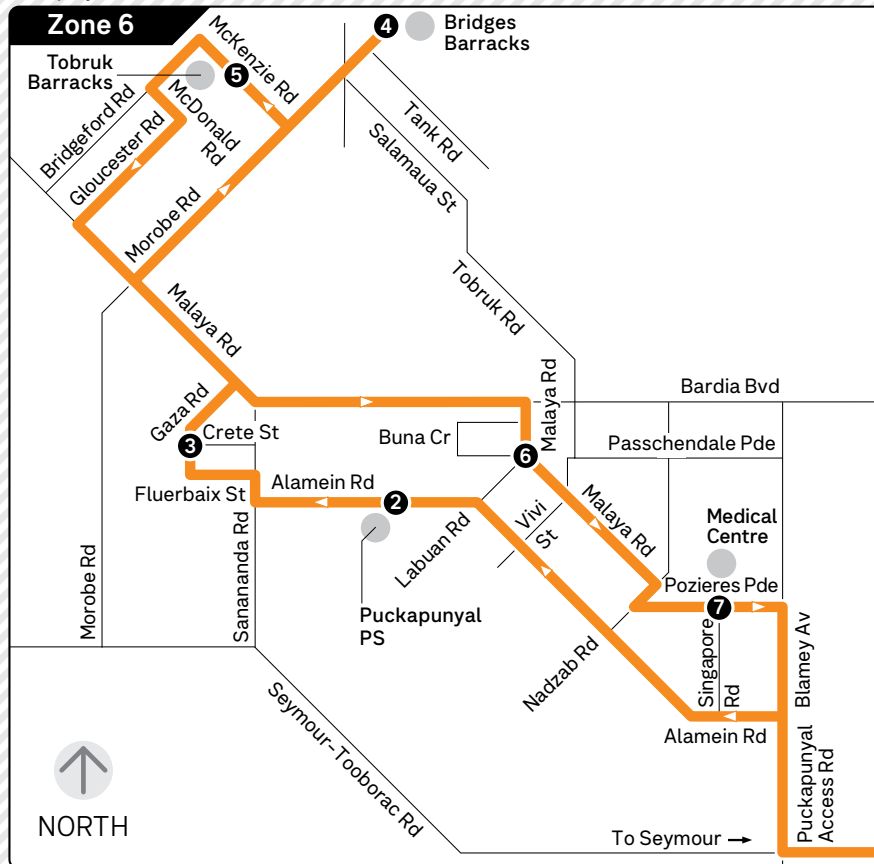 Zone 6
4
Bridges
Barracks
McKenzie Rd
Tobruk
Barracks
5
McDonald
Rd
Bridgeford Rd
Gloucester Rd
Tank Rd
Salamaua St
Morobe Rd
Tobruk Rd
Malaya Rd
Malaya Rd
Bardia Bvd
Gaza Rd
Crete St
3
Buna Cr
6
Passchendale Pde
Fluerbaix St
Alamein Rd
2
Malaya Rd
Vivi
St
Labuan Rd
Medical
Centre
Pozieres Pde
7
Morobe Rd
Sanananda Rd
Puckapunyal
PS
Nadzab Rd
Singapore
Rd
Blamey Av
Alamein Rd
Seymour–Tooborac Rd
Puckapunyal
Access Rd
NORTH
To Seymour →